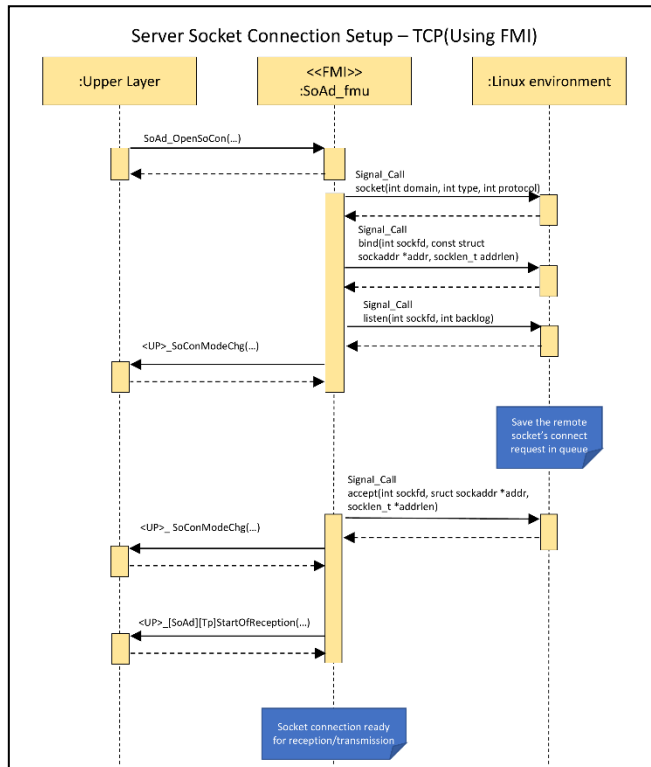 Server Socket Connection Setup – TCP(Using FMI)
:Upper Layer
<<FMI>>
:SoAd_fmu
:Linux environment
SoAd_OpenSoCon(...)
Signal_Call
socket(int domain, int type, int protocol)
Signal_Call
bind(int sockfd, const struct
sockaddr *addr, socklen_t addrlen)
Signal_Call
listen(int sockfd, int backlog)
<UP>_SoConModeChg(...)
Save the remote
socket's connect
request in queue
Signal_Call
accept(int sockfd, sruct sockaddr *addr,
socklen_t *addrlen)
<UP>_ SoConModeChg(...)
<UP>_[SoAd][Tp]StartOfReception(...)
Socket connection ready
for reception/transmission